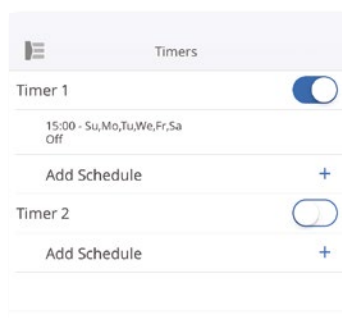 Timers
Timer 1
15:00 - Su,Mo,Tu,We,Fr,Sa
Off
Add Schedule +
Timer 2
Add Schedule +